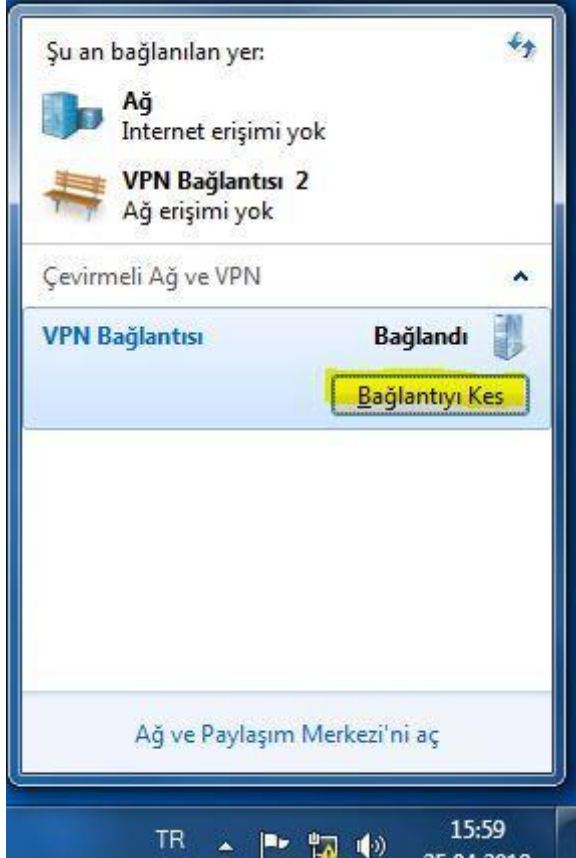 Şu an bağlanılan yer:
Ağ
Internet erişimi yok
VPN Bağlantısı 2
Ağ erişimi yok
Çevirmeli Ağ ve VPN
VPN Bağlantısı Bağlandı
Bağlantıyı Kes
Ağ ve Paylaşım Merkezi'ni aç
TR 15:59